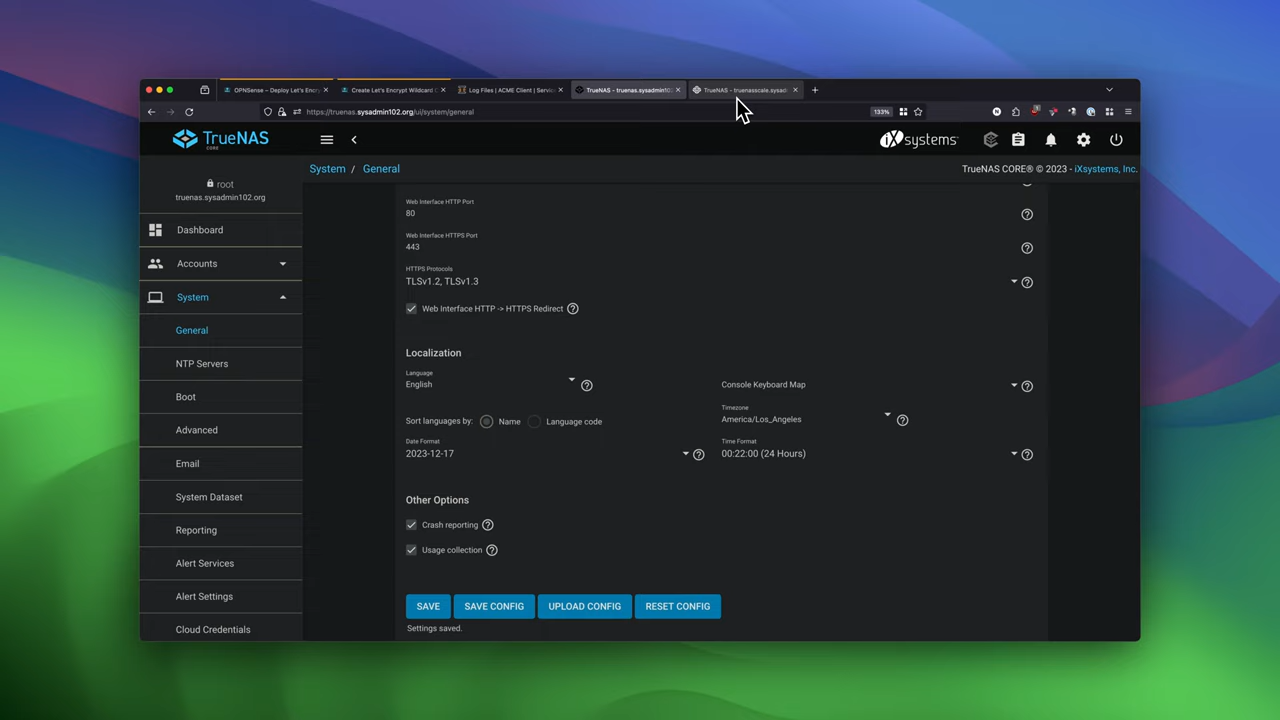 OPNSense – Deploy Let's Encry
Create Let's Encrypt Wildcard C
Log Files | ACME Client | Servic
TrueNAS - truenas.sysadmin102
TrueNAS - truenasscale.sysad
133%
https://truenas.sysadmin102.org/ui/system/general
TrueNAS
CORE
iXsystems
System / General
TrueNAS CORE® © 2023 - iXsystems, Inc.
root
truenas.sysadmin102.org
Dashboard
Accounts
System
General
NTP Servers
Boot
Advanced
Email
System Dataset
Reporting
Alert Services
Alert Settings
Cloud Credentials
Web Interface HTTP Port
80
Web Interface HTTPS Port
443
HTTPS Protocols
TLSv1.2, TLSv1.3
Web Interface HTTP -> HTTPS Redirect
Localization
Language
English
Console Keyboard Map
Sort languages by: Name Language code
Timezone
America/Los_Angeles
Date Format
2023-12-17
Time Format
00:22:00 (24 Hours)
Other Options
Crash reporting
Usage collection
SAVE
SAVE CONFIG
UPLOAD CONFIG
RESET CONFIG
Settings saved.